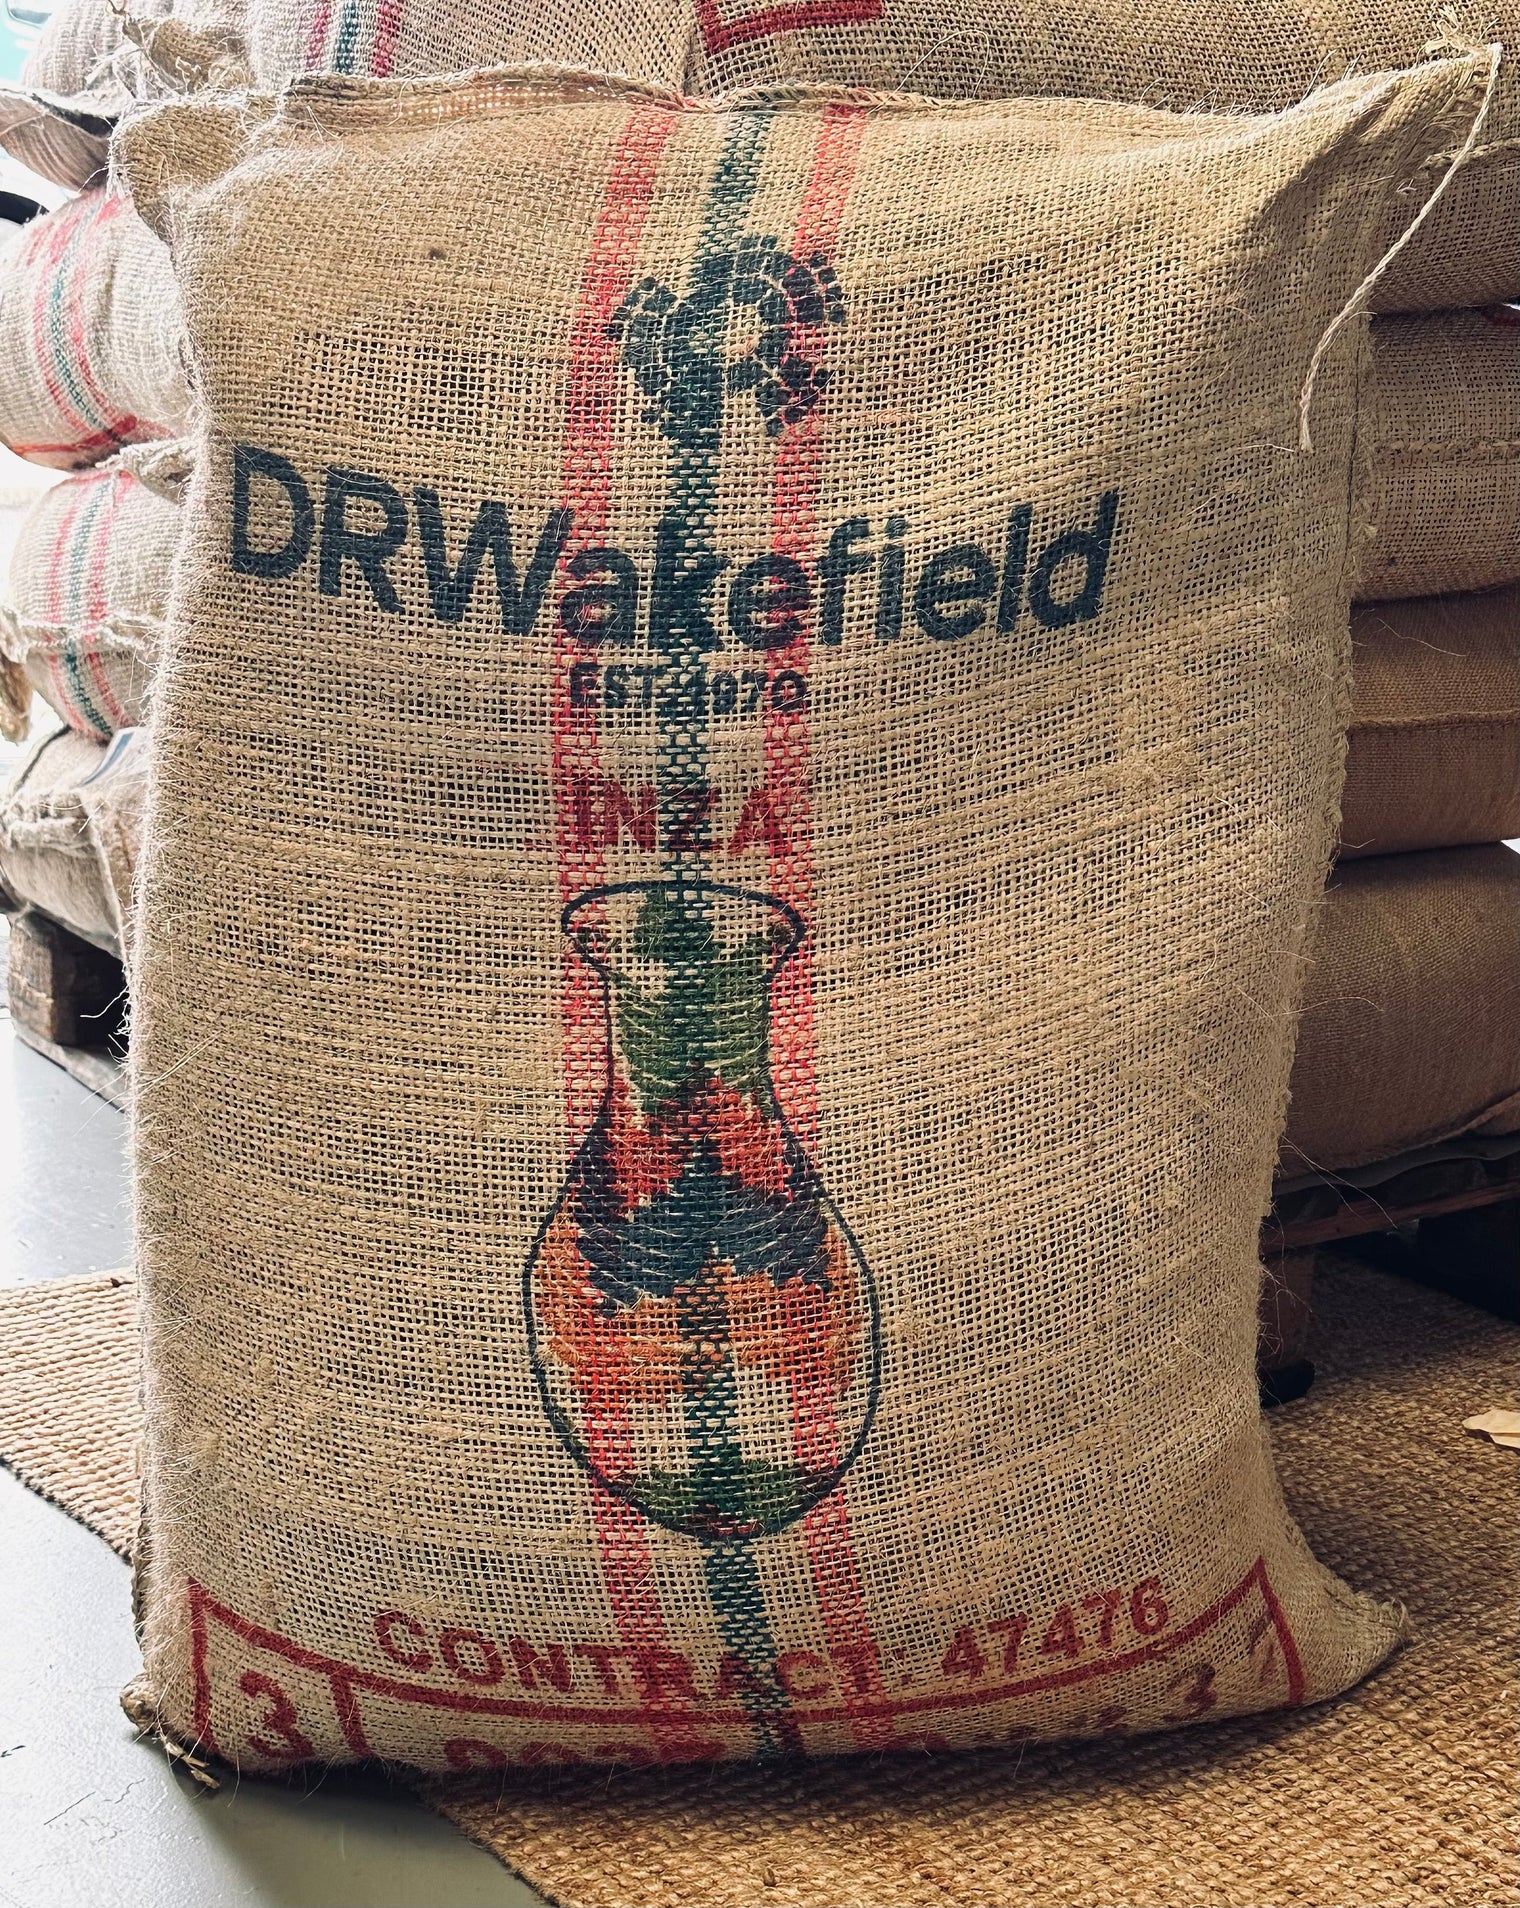 DRWakefield
EST 1970
INZA
CONTRACT: 47476
3